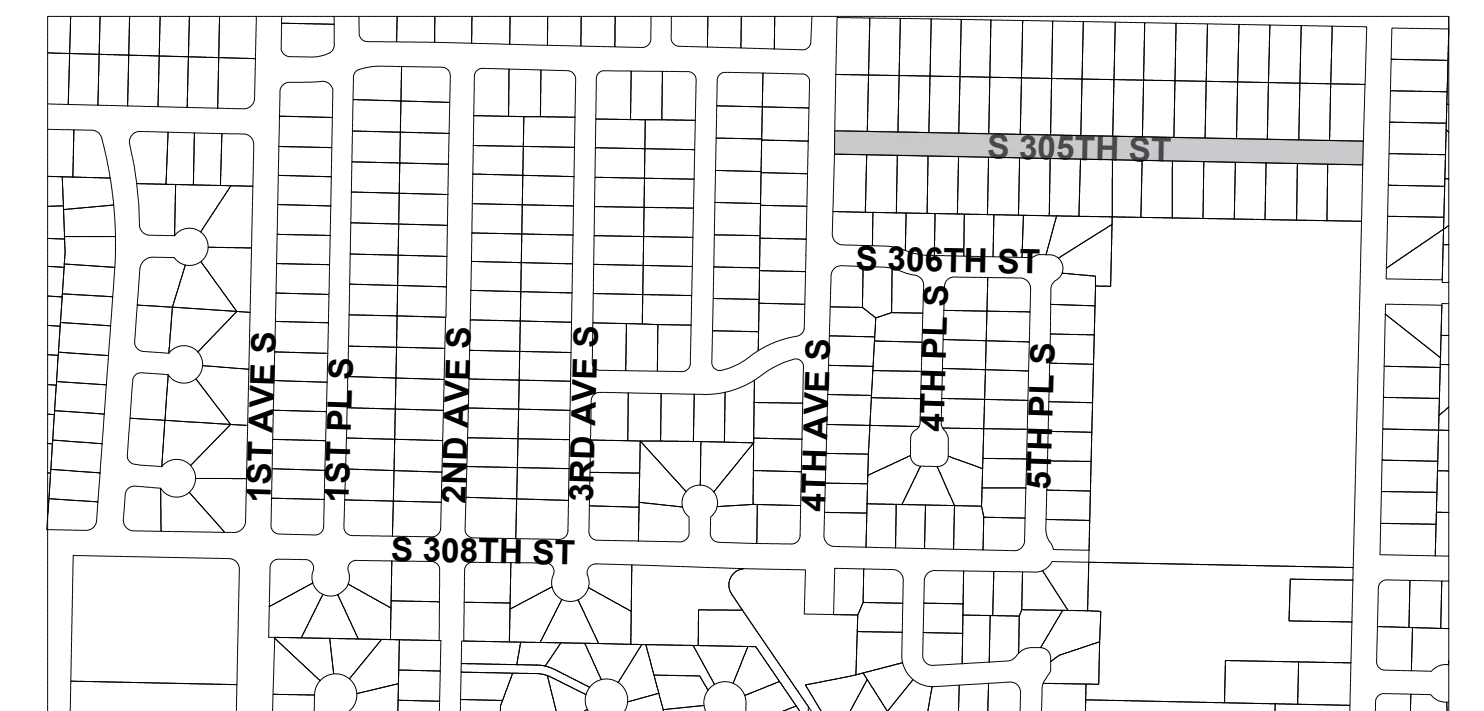 S 305TH ST
S 306TH ST
4TH PL S
1ST AVE S
1ST PL S
2ND AVE S
3RD AVE S
4TH AVE S
5TH PL S
S 308TH ST